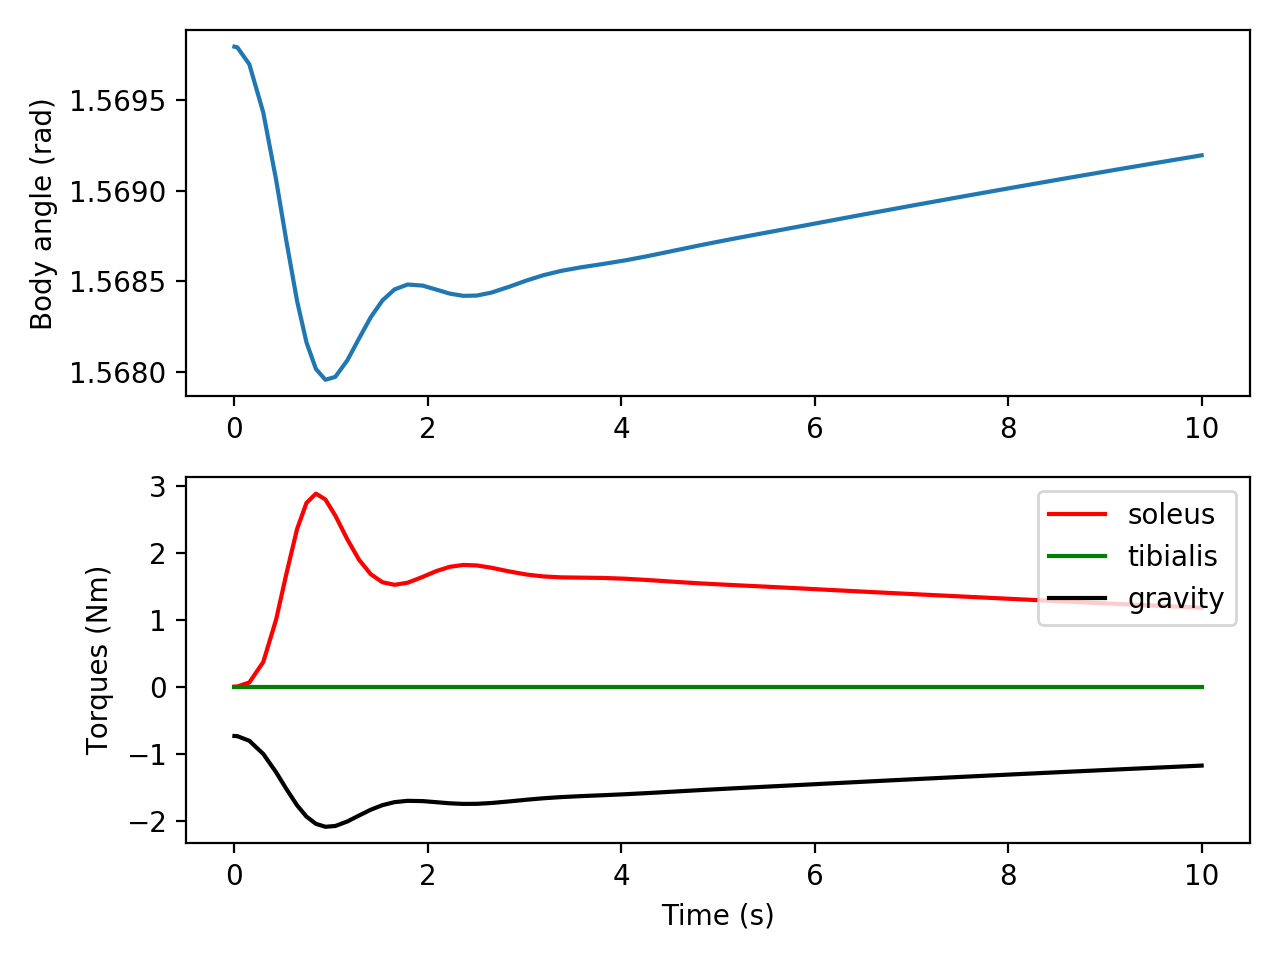 Body angle (rad)
1.5695
1.5690
1.5685
1.5680
0 2 4 6 8 10
Torques (Nm)
3
2
1
0
−1
−2
soleus
tibialis
gravity
0 2 4 6 8 10
Time (s)